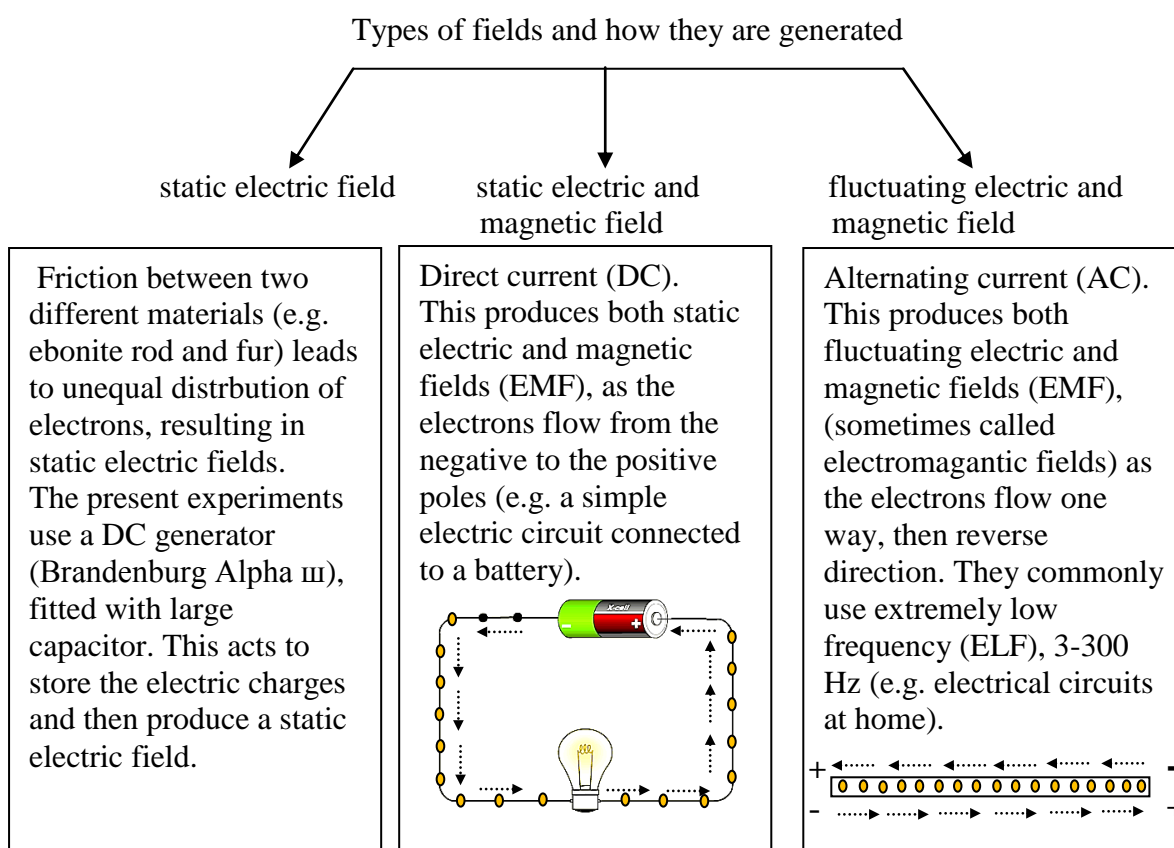 Types of fields and how they are generated
static electric field
static electric and
magnetic field
fluctuating electric and
magnetic field
Friction between two
different materials (e.g.
ebonite rod and fur) leads
to unequal distrbution of
electrons, resulting in
static electric fields.
The present experiments
use a DC generator
(Brandenburg Alpha III),
fitted with large
capacitor. This acts to
store the electric charges
and then produce a static
electric field.
Direct current (DC).
This produces both static
electric and magnetic
fields (EMF), as the
electrons flow from the
negative to the positive
poles (e.g. a simple
electric circuit connected
to a battery).
X-cell
- +
Alternating current (AC).
This produces both
fluctuating electric and
magnetic fields (EMF),
(sometimes called
electromagantic fields) as
the electrons flow one
way, then reverse
direction. They commonly
use extremely low
frequency (ELF), 3-300
Hz (e.g. electrical circuits
at home).
+ -
- +